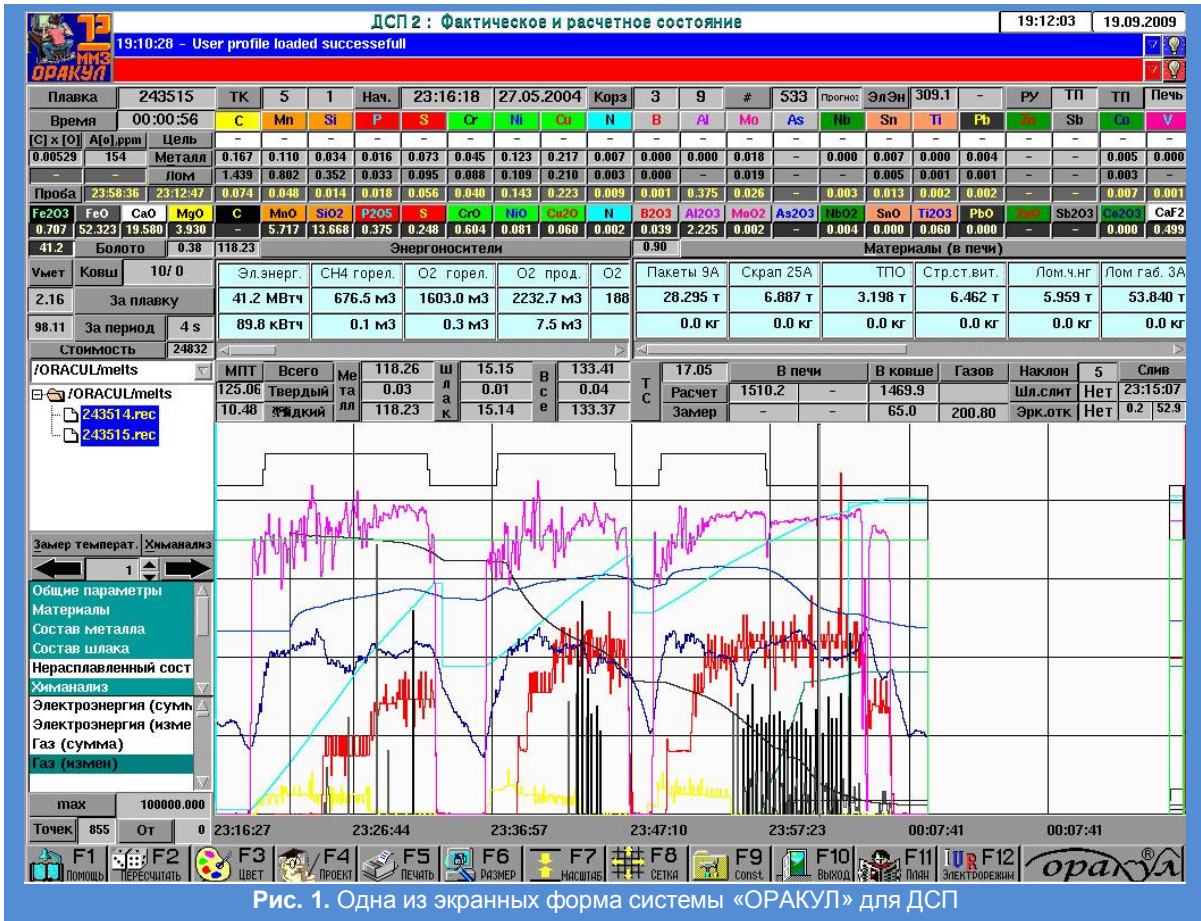 ДСП 2 : Фактическое и расчетное состояние 19:12:03 19.09.2009
19:10:28 - User profile loaded successefull
ММЗ
ОРАКУЛ
Плавка 243515 ТК 5 1 Нач. 23:16:18 27.05.2004 Корз 3 9 # 533 Прогноз ЭлЭн 309.1 - РУ ТП ТП Печь
Время 00:00:56 C Mn Si P S Cr Ni Cu N B Al Mo As Nb Sn Ti Pb Zn Sb Co V
[C] x [O] A[o],ppm Цель - - - - - - - - - - - - - - - - - - - - -
0.00529 154 Металл 0.167 0.110 0.034 0.016 0.073 0.045 0.123 0.217 0.007 0.000 0.000 0.018 - 0.000 0.007 0.000 0.004 - - 0.005 0.000
- - Лом 1.439 0.802 0.352 0.033 0.095 0.088 0.109 0.210 0.003 0.000 - 0.019 - - 0.005 0.001 0.001 - - 0.003 -
Проба 23:58:36 23:12:47 0.074 0.048 0.014 0.018 0.056 0.040 0.143 0.223 0.009 0.001 0.375 0.026 - 0.003 0.013 0.002 0.002 - - 0.007 0.001
Fe2O3 FeO CaO MgO C MnO SiO2 P2O5 S CrO NiO Cu2O N B2O3 Al2O3 MoO2 As2O3 NbO2 SnO Ti2O3 PbO ZnO Sb2O3 Co2O3 CaF2
0.707 52.323 19.580 3.930 - 5.717 13.668 0.375 0.248 0.604 0.081 0.060 0.002 0.039 2.225 0.002 - 0.004 0.000 0.060 0.000 - - 0.000 0.499
41.2 Болото 0.38 118.23 Энергоносители 0.90 Материалы (в печи)
Vмет Ковш 10/ 0 Эл.энерг. CH4 горел. O2 горел. O2 прод. O2 Пакеты 9А Скрап 25А ТПО Стр.ст.вит. Лом.ч.нг Лом габ. 3А
2.16 За плавку 41.2 МВтч 676.5 м3 1603.0 м3 2232.7 м3 188 28.295 т 6.887 т 3.198 т 6.462 т 5.959 т 53.840 т
98.11 За период 4 s 89.8 кВтч 0.1 м3 0.3 м3 7.5 м3 0.0 кг 0.0 кг 0.0 кг 0.0 кг 0.0 кг 0.0 кг
Стоимость 24832
/ORACUL/melts МПТ Всего Металл 118.26 Шлак 15.15 Все 133.41 ТС 17.05 В печи В ковше Газов Наклон 5 Слив
/ORACUL/melts 125.06 Твердый 0.03 0.01 0.04 Расчет 1510.2 - 1469.9 Шл.слит Нет 23:15:07
243514.rec 10.48 118.23 15.14 133.37 Замер - - 65.0 200.80 Эрк.отк Нет 0.2 52.9
243515.rec
Замер температ. Химанализ
1
Общие параметры
Материалы
Состав металла
Состав шлака
Нерасплавленный сост
Химанализ
Электроэнергия (сумм
Электроэнергия (изме
Газ (сумма)
Газ (измен)
max 100000.000
Точек 855 От 0 23:16:27 23:26:44 23:36:57 23:47:10 23:57:23 00:07:41 00:07:41
F1 ПОМОЩЬ F2 ПЕРЕСЧИТАТЬ F3 ЦВЕТ F4 ПРОЕКТ F5 ПЕЧАТЬ F6 РАЗМЕР F7 МАСШТАБ F8 СЕТКА F9 Const. F10 ВЫХОД F11 ПЛАН F12 ЭЛЕКТРОРЕЖИМ оракул®
Рис. 1. Одна из экранных форма системы «ОРАКУЛ» для ДСП